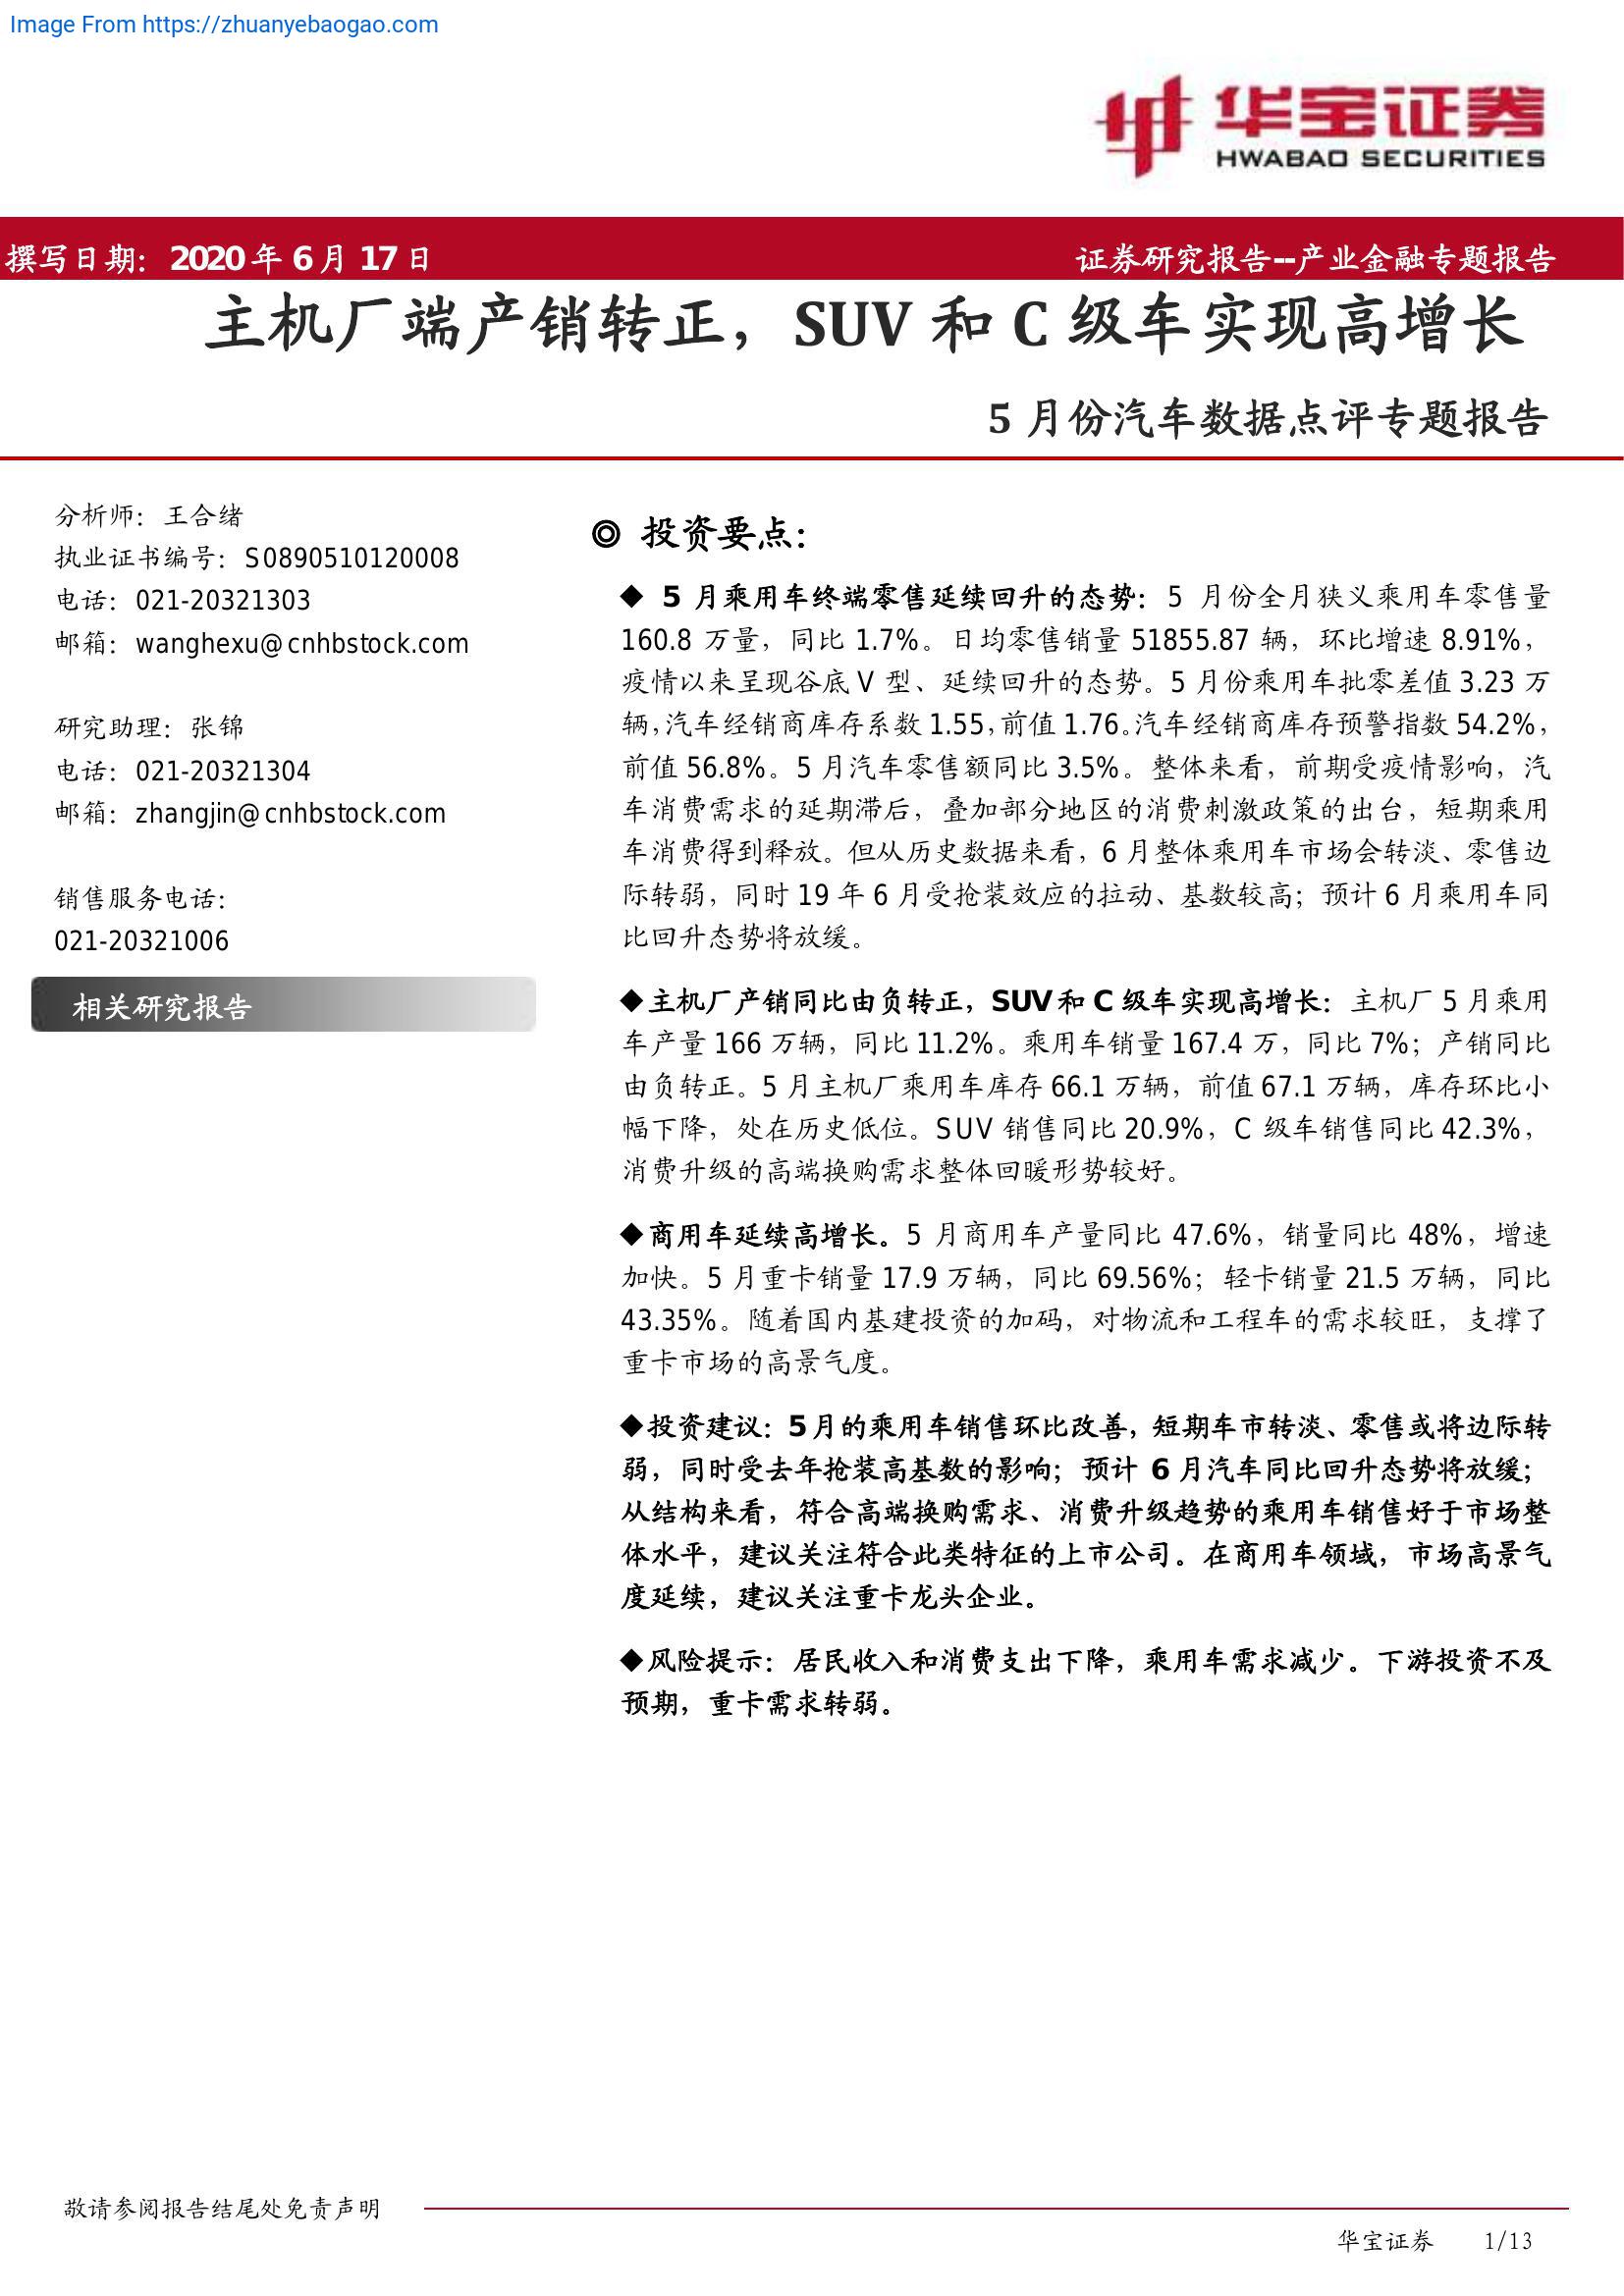 Image From https://zhuanyebaogao.com
华宝证券
HWABAO SECURITIES
撰写日期：2020 年 6 月 17 日
证券研究报告--产业金融专题报告
主机厂端产销转正，SUV 和 C 级车实现高增长
5 月份汽车数据点评专题报告
分析师：王合绪
执业证书编号：S0890510120008
电话：021-20321303
邮箱：wanghexu@cnhbstock.com
研究助理：张锦
电话：021-20321304
邮箱：zhangjin@cnhbstock.com
销售服务电话：
021-20321006
相关研究报告
◎ 投资要点：
◆ 5 月乘用车终端零售延续回升的态势：5 月份全月狭义乘用车零售量
160.8 万量，同比 1.7%。日均零售销量 51855.87 辆，环比增速 8.91%，
疫情以来呈现谷底 V 型、延续回升的态势。5 月份乘用车批零差值 3.23 万
辆，汽车经销商库存系数 1.55，前值 1.76。汽车经销商库存预警指数 54.2%，
前值 56.8%。5 月汽车零售额同比 3.5%。整体来看，前期受疫情影响，汽
车消费需求的延期滞后，叠加部分地区的消费刺激政策的出台，短期乘用
车消费得到释放。但从历史数据来看，6 月整体乘用车市场会转淡、零售边
际转弱，同时 19 年 6 月受抢装效应的拉动、基数较高；预计 6 月乘用车同
比回升态势将放缓。
◆主机厂产销同比由负转正，SUV 和 C 级车实现高增长：主机厂 5 月乘用
车产量 166 万辆，同比 11.2%。乘用车销量 167.4 万，同比 7%；产销同比
由负转正。5 月主机厂乘用车库存 66.1 万辆，前值 67.1 万辆，库存环比小
幅下降，处在历史低位。SUV 销售同比 20.9%，C 级车销售同比 42.3%，
消费升级的高端换购需求整体回暖形势较好。
◆商用车延续高增长。5 月商用车产量同比 47.6%，销量同比 48%，增速
加快。5 月重卡销量 17.9 万辆，同比 69.56%；轻卡销量 21.5 万辆，同比
43.35%。随着国内基建投资的加码，对物流和工程车的需求较旺，支撑了
重卡市场的高景气度。
◆投资建议：5 月的乘用车销售环比改善，短期车市转淡、零售或将边际转
弱，同时受去年抢装高基数的影响；预计 6 月汽车同比回升态势将放缓；
从结构来看，符合高端换购需求、消费升级趋势的乘用车销售好于市场整
体水平，建议关注符合此类特征的上市公司。在商用车领域，市场高景气
度延续，建议关注重卡龙头企业。
◆风险提示：居民收入和消费支出下降，乘用车需求减少。下游投资不及
预期，重卡需求转弱。
敬请参阅报告结尾处免责声明
华宝证券 1/13